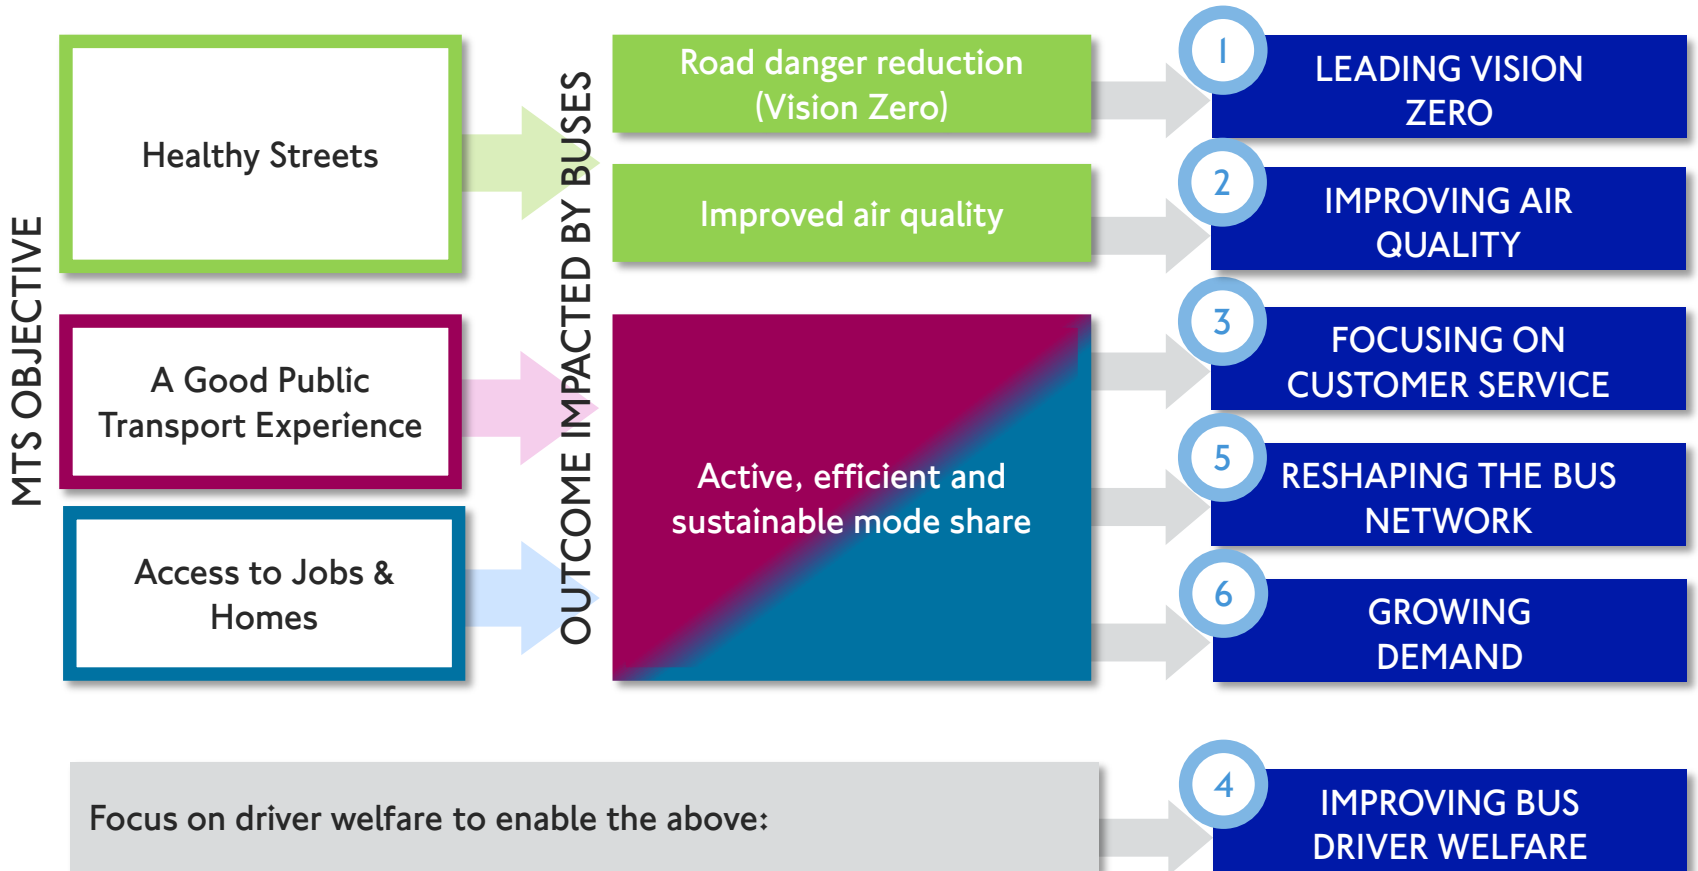 MTS OBJECTIVE
Healthy Streets
A Good Public
Transport Experience
Access to Jobs &
Homes
OUTCOME IMPACTED BY BUSES
Road danger reduction
(Vision Zero)
Improved air quality
Active, efficient and
sustainable mode share
1
LEADING VISION
ZERO
2
IMPROVING AIR
QUALITY
3
FOCUSING ON
CUSTOMER SERVICE
5
RESHAPING THE BUS
NETWORK
6
GROWING
DEMAND
Focus on driver welfare to enable the above:
4
IMPROVING BUS
DRIVER WELFARE